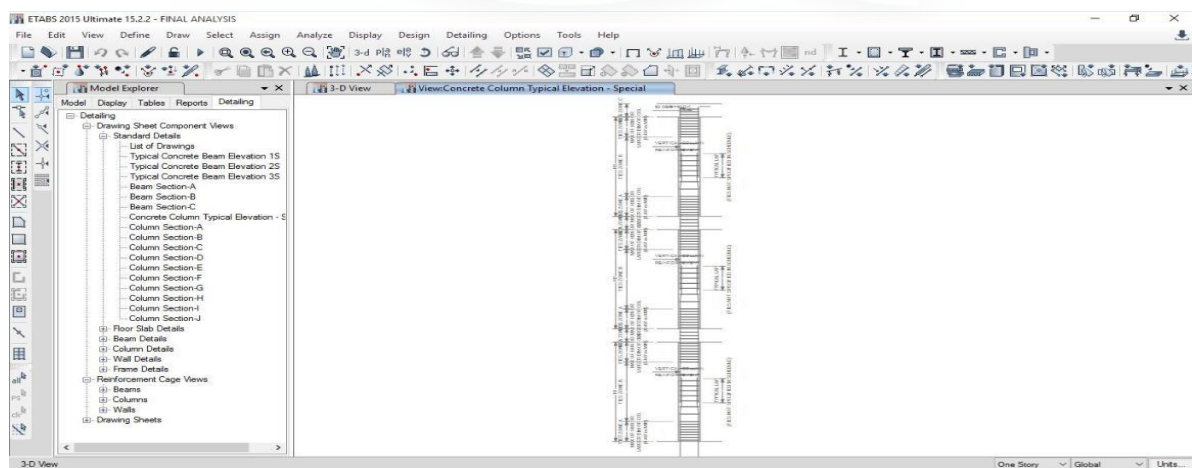 ETABS 2015 Ultimate 15.2.2 - FINAL ANALYSIS
File Edit View Define Draw Select Assign Analyze Display Design Detailing Options Tools Help
3-d
nd
Model Explorer
3-D View
View:Concrete Column Typical Elevation - Special
Model Display Tables Reports Detailing
Detailing
Drawing Sheet Component Views
Standard Details
List of Drawings
Typical Concrete Beam Elevation 1S
Typical Concrete Beam Elevation 2S
Typical Concrete Beam Elevation 3S
Beam Section-A
Beam Section-B
Beam Section-C
Concrete Column Typical Elevation - S
Column Section-A
Column Section-B
Column Section-C
Column Section-D
Column Section-E
Column Section-F
Column Section-G
Column Section-H
Column Section-I
Column Section-J
Floor Slab Details
Beam Details
Column Details
Wall Details
Frame Details
Reinforcement Cage Views
Beams
Columns
Walls
Drawing Sheets
all
3-D View
One Story Global Units...